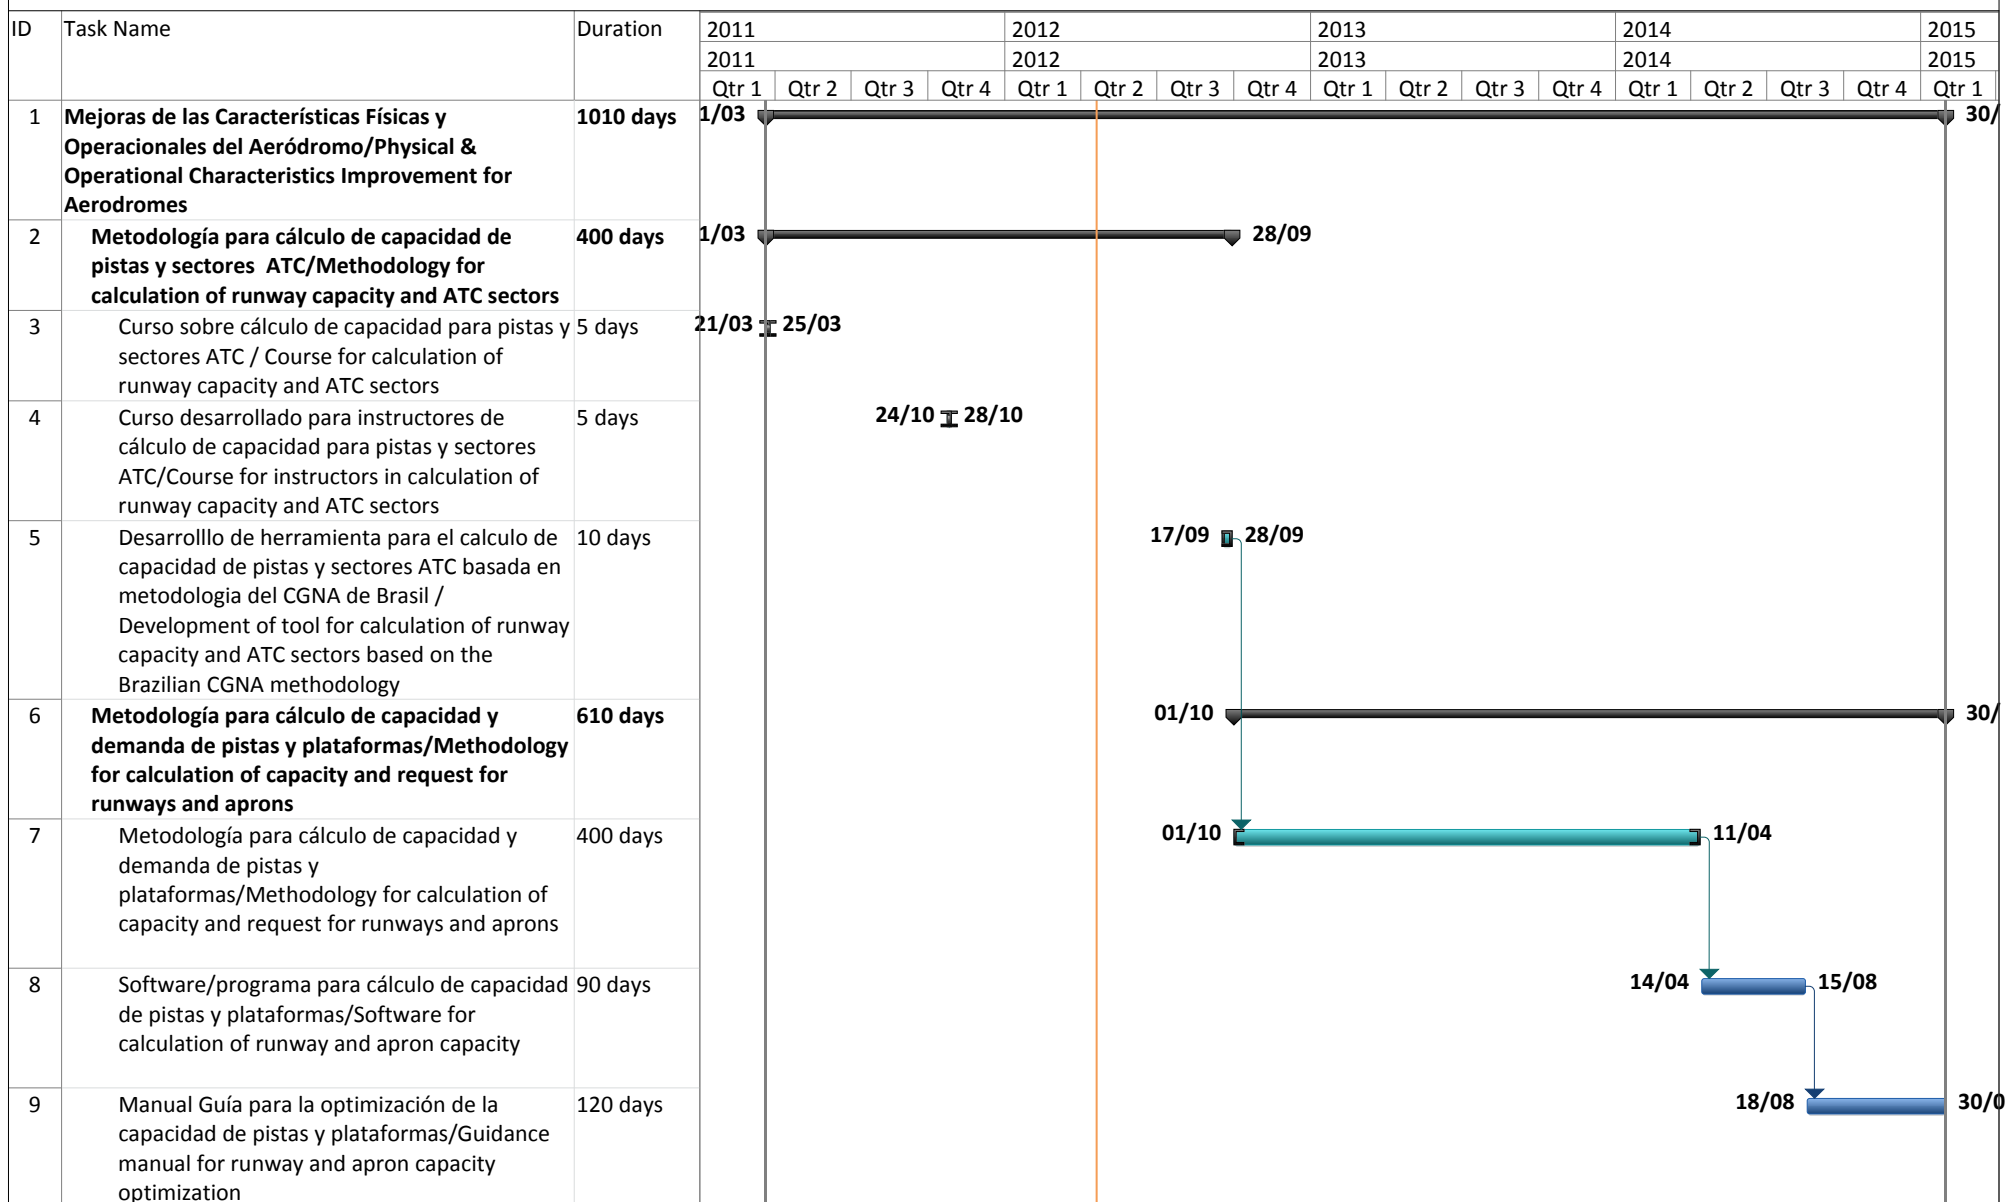 ID Task Name Duration 2011 2012 2013 2014 2015
2011 2012 2013 2014 2015
Qtr 1 Qtr 2 Qtr 3 Qtr 4 Qtr 1 Qtr 2 Qtr 3 Qtr 4 Qtr 1 Qtr 2 Qtr 3 Qtr 4 Qtr 1 Qtr 2 Qtr 3 Qtr 4 Qtr 1
1 Mejoras de las Características Físicas y 1010 days 1/03 30/
Operacionales del Aeródromo/Physical &
Operational Characteristics Improvement for
Aerodromes
2 Metodología para cálculo de capacidad de 400 days 1/03 28/09
pistas y sectores ATC/Methodology for
calculation of runway capacity and ATC sectors
3 Curso sobre cálculo de capacidad para pistas y 5 days 21/03 25/03
sectores ATC / Course for calculation of
runway capacity and ATC sectors
4 Curso desarrollado para instructores de 5 days 24/10 28/10
cálculo de capacidad para pistas y sectores
ATC/Course for instructors in calculation of
runway capacity and ATC sectors
5 Desarrolllo de herramienta para el calculo de 10 days 17/09 28/09
capacidad de pistas y sectores ATC basada en
metodologia del CGNA de Brasil /
Development of tool for calculation of runway
capacity and ATC sectors based on the
Brazilian CGNA methodology
6 Metodología para cálculo de capacidad y 610 days 01/10 30/
demanda de pistas y plataformas/Methodology
for calculation of capacity and request for
runways and aprons
7 Metodología para cálculo de capacidad y 400 days 01/10 11/04
demanda de pistas y
plataformas/Methodology for calculation of
capacity and request for runways and aprons
8 Software/programa para cálculo de capacidad 90 days 14/04 15/08
de pistas y plataformas/Software for
calculation of runway and apron capacity
9 Manual Guía para la optimización de la 120 days 18/08 30/0
capacidad de pistas y plataformas/Guidance
manual for runway and apron capacity
optimization